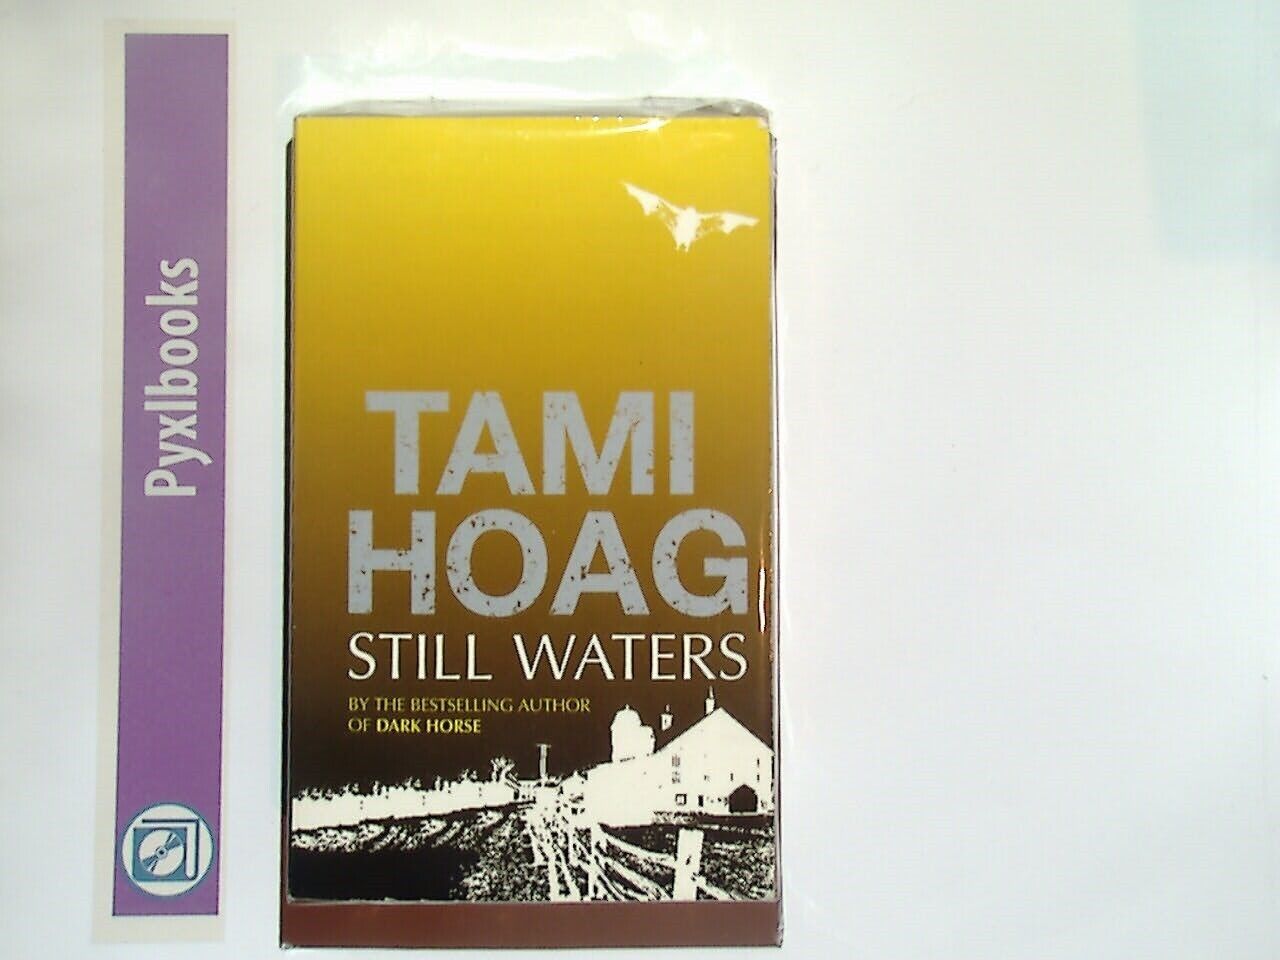 Pyxlbooks
TAMI
HOAG
STILL WATERS
BY THE BESTSELLING AUTHOR
OF DARK HORSE